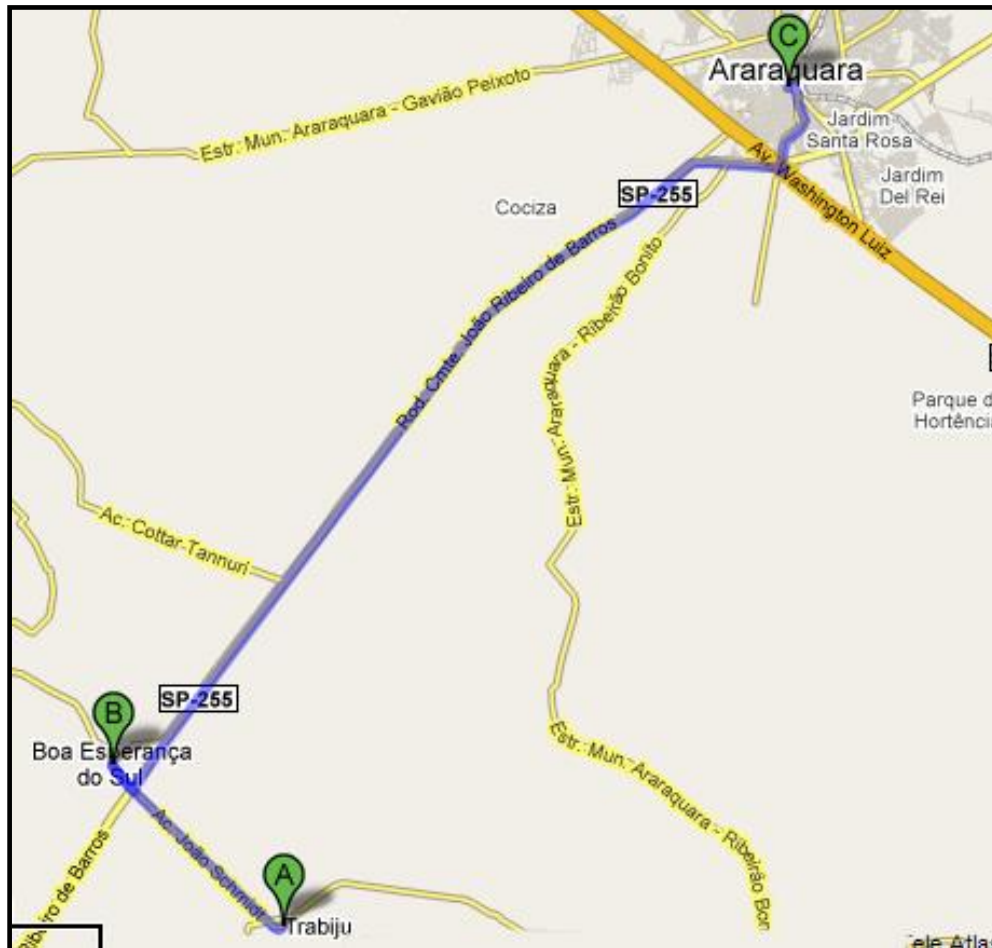 C
Araraquara
Estr. Mun. Araraquara - Gavião Peixoto
Jardim
Santa Rosa
Av. Washington Luiz
Jardim
Del Rei
SP-255
Cociza
Rod. Cmte. João Ribeiro de Barros
Estr. Mun. Araraquara - Ribeirão Bonito
Parque d
Hortência
Ac. Cottar-Tannuri
SP-255
B
Boa Esperança
do Sul
Estr. Mun. Araraquara - Ribeirão Bon
Ac. João Schmidt
Ribeiro de Barros
A
Trabiju
ele Atla